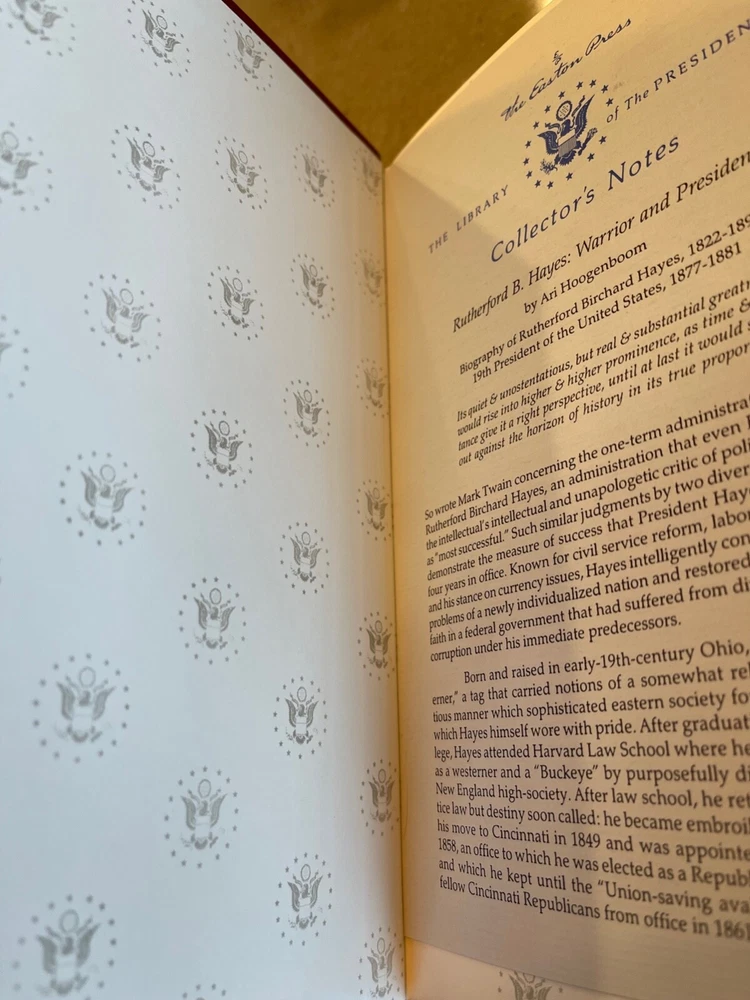 The Easton Press
THE LIBRARY of The PRESIDEN
Collector's Notes
Rutherford B. Hayes: Warrior and Presiden
by Ari Hoogenboom
Biography of Rutherford Birchard Hayes, 1822-189
19th President of the United States, 1877-1881
Its quiet & unostentatious, but real & substantial great
would rise into higher & higher prominence, as time &
tance give it a right perspective, until at last it would s
out against the horizon of history in its true propor
So wrote Mark Twain concerning the one-term administra
Rutherford Birchard Hayes, an administration that even
the intellectual's intellectual and unapologetic critic of pol
as "most successful." Such similar judgments by two diver
demonstrate the measure of success that President Hay
four years in office. Known for civil service reform, labo
and his stance on currency issues, Hayes intelligently con
problems of a newly individualized nation and restored
faith in a federal government that had suffered from di
corruption under his immediate predecessors.
Born and raised in early-19th-century Ohio,
erner," a tag that carried notions of a somewhat re
tious manner which sophisticated eastern society fo
which Hayes himself wore with pride. After graduat
lege, Hayes attended Harvard Law School where he
as a westerner and a "Buckeye" by purposefully di
New England high-society. After law school, he ret
tice law but destiny soon called: he became embroi
his move to Cincinnati in 1849 and was appointe
1858, an office to which he was elected as a Republ
and which he kept until the "Union-saving ava
fellow Cincinnati Republicans from office in 1861